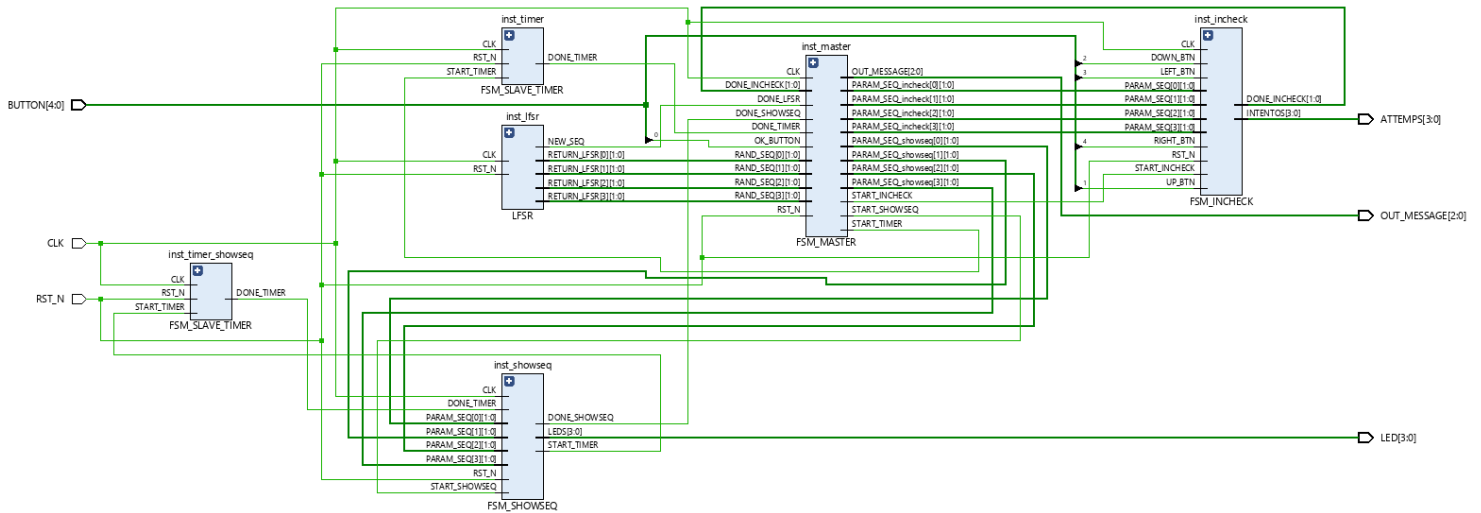 inst_timer
CLK
RST_N
START_TIMER
DONE_TIMER
FSM_SLAVE_TIMER
inst_incheck
CLK
DOWN_BTN
LEFT_BTN
PARAM_SEQ[0][1:0]
PARAM_SEQ[1][1:0]
PARAM_SEQ[2][1:0]
PARAM_SEQ[3][1:0]
RIGHT_BTN
RST_N
START_INCHECK
UP_BTN
DONE_INCHECK[1:0]
INTENTOS[3:0]
FSM_INCHECK
2
3
4
1
inst_master
CLK
DONE_INCHECK[1:0]
DONE_LFSR
DONE_SHOWSEQ
DONE_TIMER
OK_BUTTON
RAND_SEQ[0][1:0]
RAND_SEQ[1][1:0]
RAND_SEQ[2][1:0]
RAND_SEQ[3][1:0]
RST_N
OUT_MESSAGE[2:0]
PARAM_SEQ_incheck[0][1:0]
PARAM_SEQ_incheck[1][1:0]
PARAM_SEQ_incheck[2][1:0]
PARAM_SEQ_incheck[3][1:0]
PARAM_SEQ_showseq[0][1:0]
PARAM_SEQ_showseq[1][1:0]
PARAM_SEQ_showseq[2][1:0]
PARAM_SEQ_showseq[3][1:0]
START_INCHECK
START_SHOWSEQ
START_TIMER
FSM_MASTER
0
BUTTON[4:0]
inst_lfsr
CLK
RST_N
NEW_SEQ
RETURN_LFSR[0][1:0]
RETURN_LFSR[1][1:0]
RETURN_LFSR[2][1:0]
RETURN_LFSR[3][1:0]
LFSR
ATTEMPS[3:0]
OUT_MESSAGE[2:0]
CLK
RST_N
inst_timer_showseq
CLK
RST_N
START_TIMER
DONE_TIMER
FSM_SLAVE_TIMER
inst_showseq
CLK
DONE_TIMER
PARAM_SEQ[0][1:0]
PARAM_SEQ[1][1:0]
PARAM_SEQ[2][1:0]
PARAM_SEQ[3][1:0]
RST_N
START_SHOWSEQ
DONE_SHOWSEQ
LEDS[3:0]
START_TIMER
FSM_SHOWSEQ
LED[3:0]